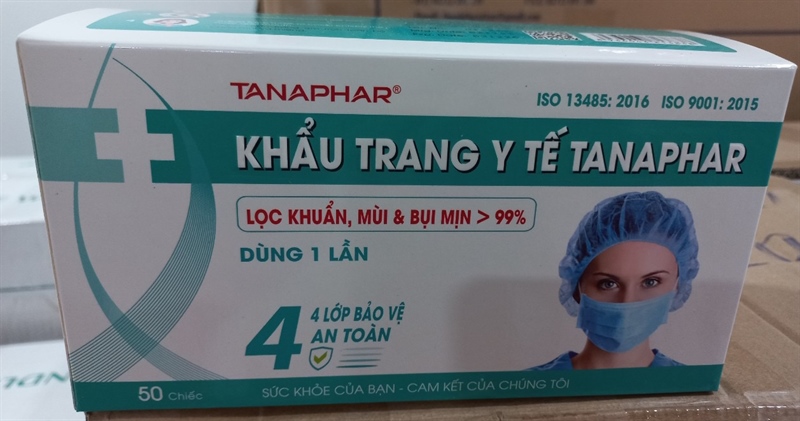 TANAPHAR®
ISO 13485: 2016 ISO 9001: 2015
KHẨU TRANG Y TẾ TANAPHAR
LỌC KHUẨN, MÙI & BỤI MỊN > 99%
DÙNG 1 LẦN
4
4 LỚP BẢO VỆ
AN TOÀN
50 Chiếc
SỨC KHỎE CỦA BẠN - CAM KẾT CỦA CHÚNG TÔI